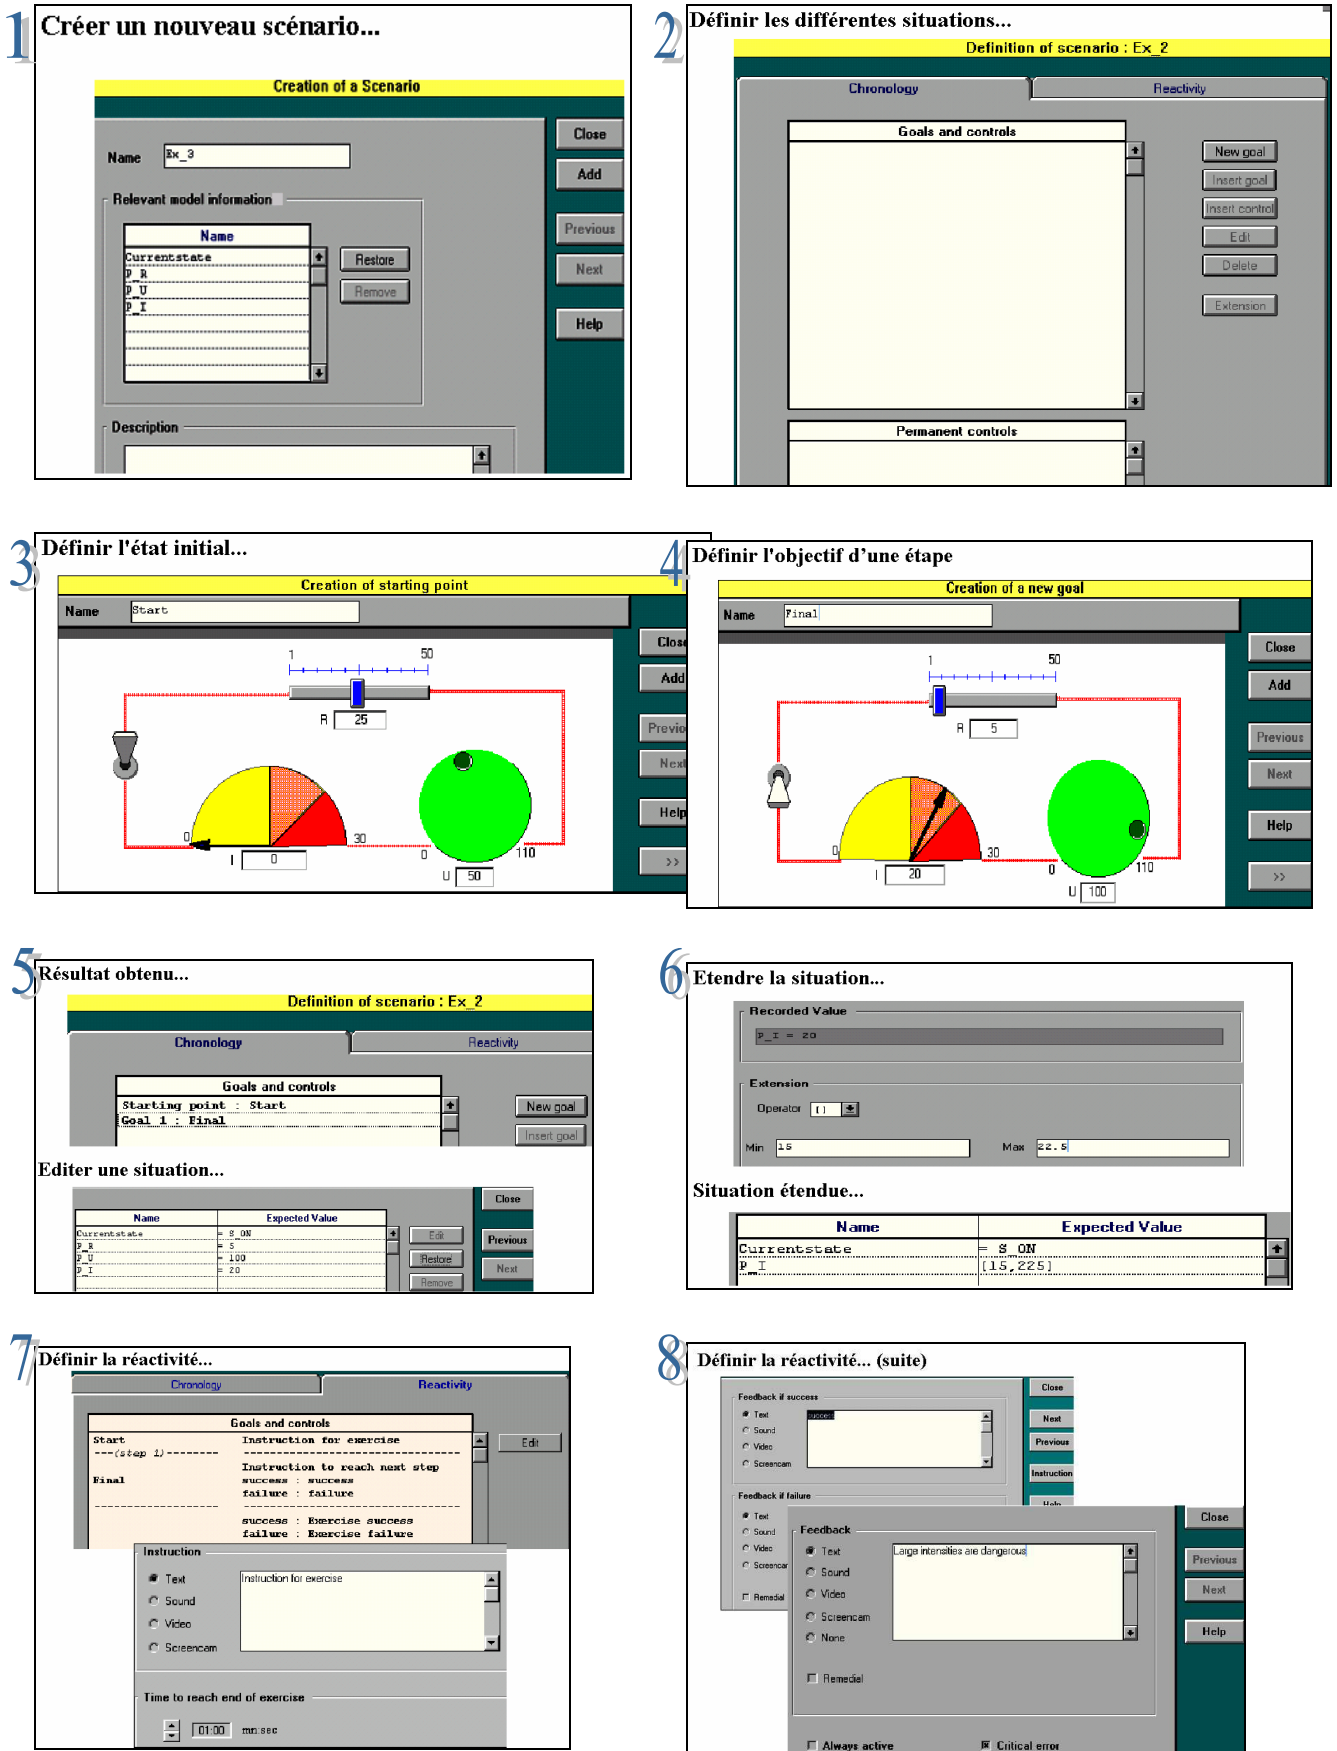 1
Créer un nouveau scénario...
Creation of a Scenario
Close
Name Ex_3
Add
Relevant model information
Previous
Name
Currentstate
Restore
Next
P_R
P_U
Remove
P_I
Help
Description
2
Définir les différentes situations...
Definition of scenario : Ex_2
Chronology Reactivity
Goals and controls
New goal
Insert goal
Insert control
Edit
Delete
Extension
Permanent controls
3
Définir l'état initial...
Creation of starting point
Name Start
Close
1 50
Add
R 25
Previo
Next
Help
0 30
0 110
I 0
>>
U 50
4
Définir l'objectif d'une étape
Creation of a new goal
Name Final
Close
1 50
Add
R 5
Previous
Next
Help
0 30
0 110
I 20
>>
U 100
5
Résultat obtenu...
Definition of scenario : Ex_2
Chronology Reactivity
Goals and controls
Starting point : Start
New goal
Goal 1 : Final
Insert goal
Editer une situation...
Close
Name Expected Value
Currentstate = S_ON
Edit
Previous
P_R = 5
P_U = 100
Restore
P_I = 20
Next
Remove
6
Etendre la situation...
Recorded Value
P_I = 20
Extension
Operator []
Min 15 Max 22.5
Situation étendue...
Name Expected Value
Currentstate = S_ON
P_I [15,225]
7
Définir la réactivité...
Chronology Reactivity
Goals and controls
Start Instruction for exercise
Edit
---(step 1)--------
Instruction to reach next step
Final success : success
failure : failure
success : Exercise success
failure : Exercise failure
Instruction
Text Instruction for exercise
Sound
Video
Screencam
Time to reach end of exercise
01:00 mn:sec
8
Définir la réactivité... (suite)
Close
Feedback if success
Text success
Next
Sound
Previous
Video
Screencam
Instruction
Feedback if failure
Help
Text
Sound
Video
Screencar
Remedial
Close
Feedback
Text Large intensities are dangerous
Previous
Sound
Next
Video
Screencam
Help
None
Remedial
Always active Critical error